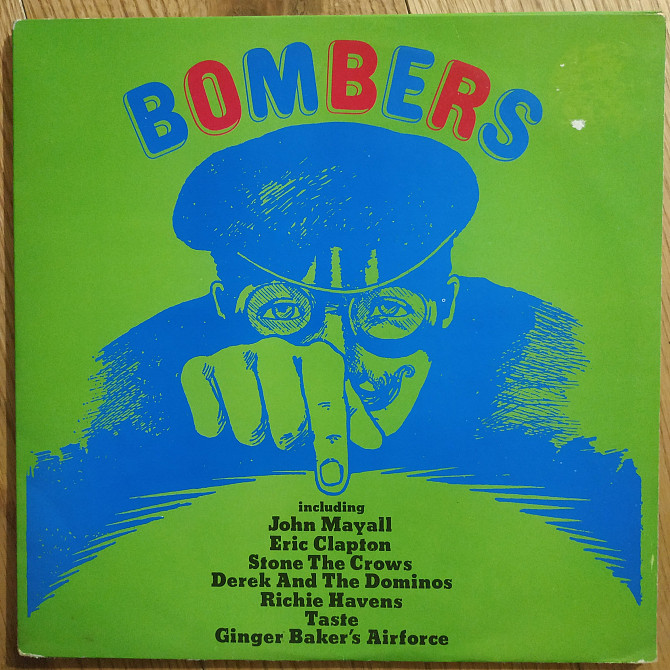 BOMBERS
including
John Mayall
Eric Clapton
Stone The Crows
Derek And The Dominos
Richie Havens
Taste
Ginger Baker's Airforce